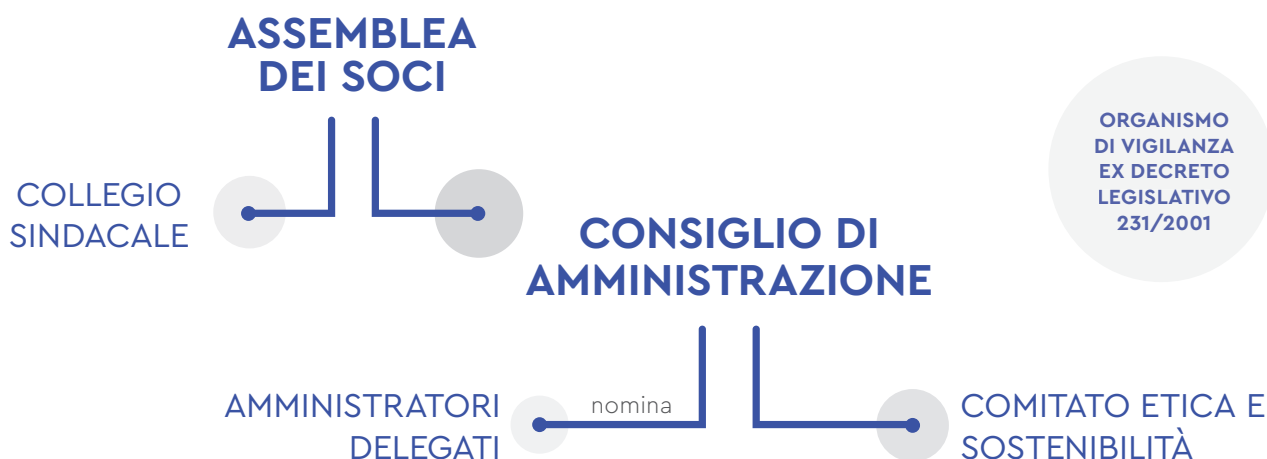 ASSEMBLEA
DEI SOCI
ORGANISMO
DI VIGILANZA
EX DECRETO
LEGISLATIVO
231/2001
COLLEGIO
SINDACALE
CONSIGLIO DI
AMMINISTRAZIONE
AMMINISTRATORI
DELEGATI
nomina
COMITATO ETICA E
SOSTENIBILITÀ